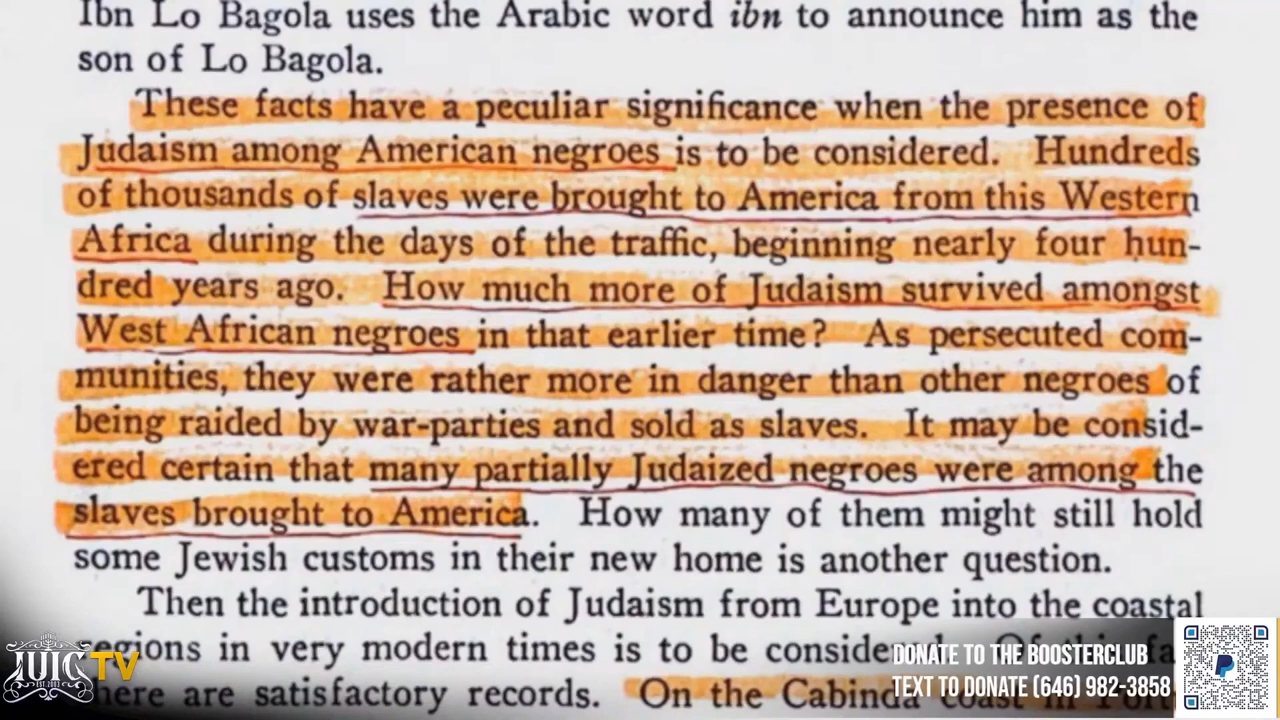 Ibn Lo Bagola uses the Arabic word ibn to announce him as the
son of Lo Bagola.
These facts have a peculiar significance when the presence of
Judaism among American negroes is to be considered. Hundreds
of thousands of slaves were brought to America from this Western
Africa during the days of the traffic, beginning nearly four hun-
dred years ago. How much more of Judaism survived amongst
West African negroes in that earlier time? As persecuted com-
munities, they were rather more in danger than other negroes of
being raided by war-parties and sold as slaves. It may be consid-
ered certain that many partially Judaized negroes were among the
slaves brought to America. How many of them might still hold
some Jewish customs in their new home is another question.
Then the introduction of Judaism from Europe into the coastal
regions in very modern times is to be considered. Of this
there are satisfactory records. On the Cabinda coast in
IUIC TV
EST. 2003
DONATE TO THE BOOSTERCLUB
TEXT TO DONATE (646) 982-3858